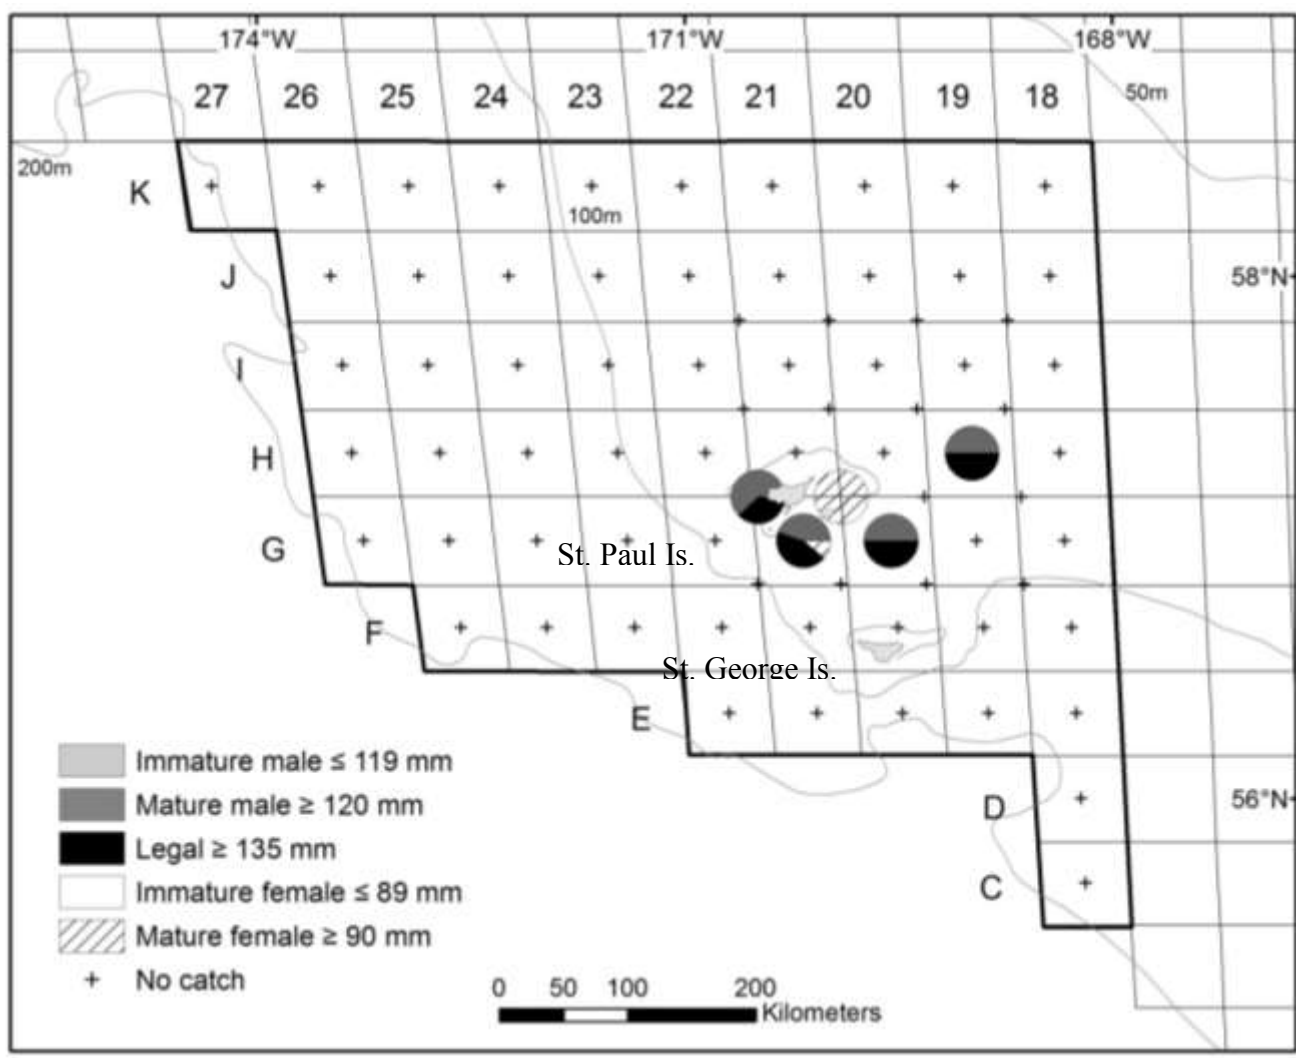 174°W 171°W 168°W
27 26 25 24 23 22 21 20 19 18 50m
200m
K
100m
J 58°N
I
H
G St. Paul Is.
F
St. George Is.
E
Immature male ≤ 119 mm
Mature male ≥ 120 mm
D 56°N
Legal ≥ 135 mm
C
Immature female ≤ 89 mm
Mature female ≥ 90 mm
No catch
0 50 100 200
Kilometers